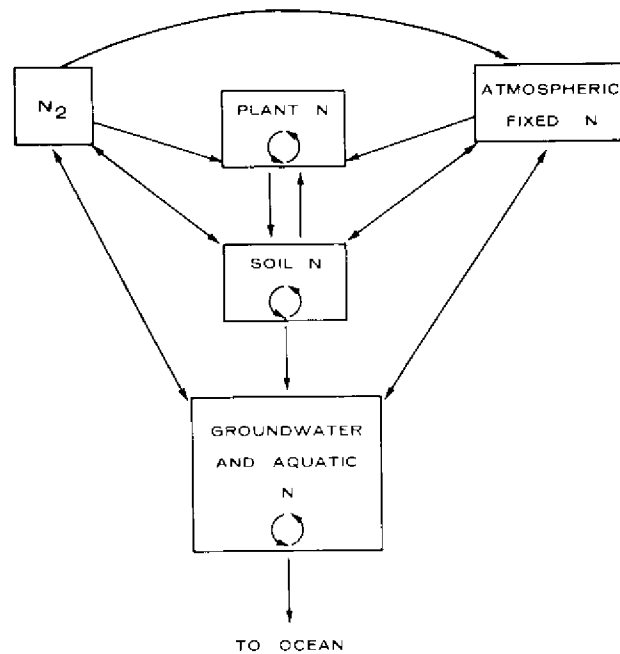 N2
PLANT N
ATMOSPHERIC
FIXED N
SOIL N
GROUNDWATER
AND AQUATIC
N
TO OCEAN